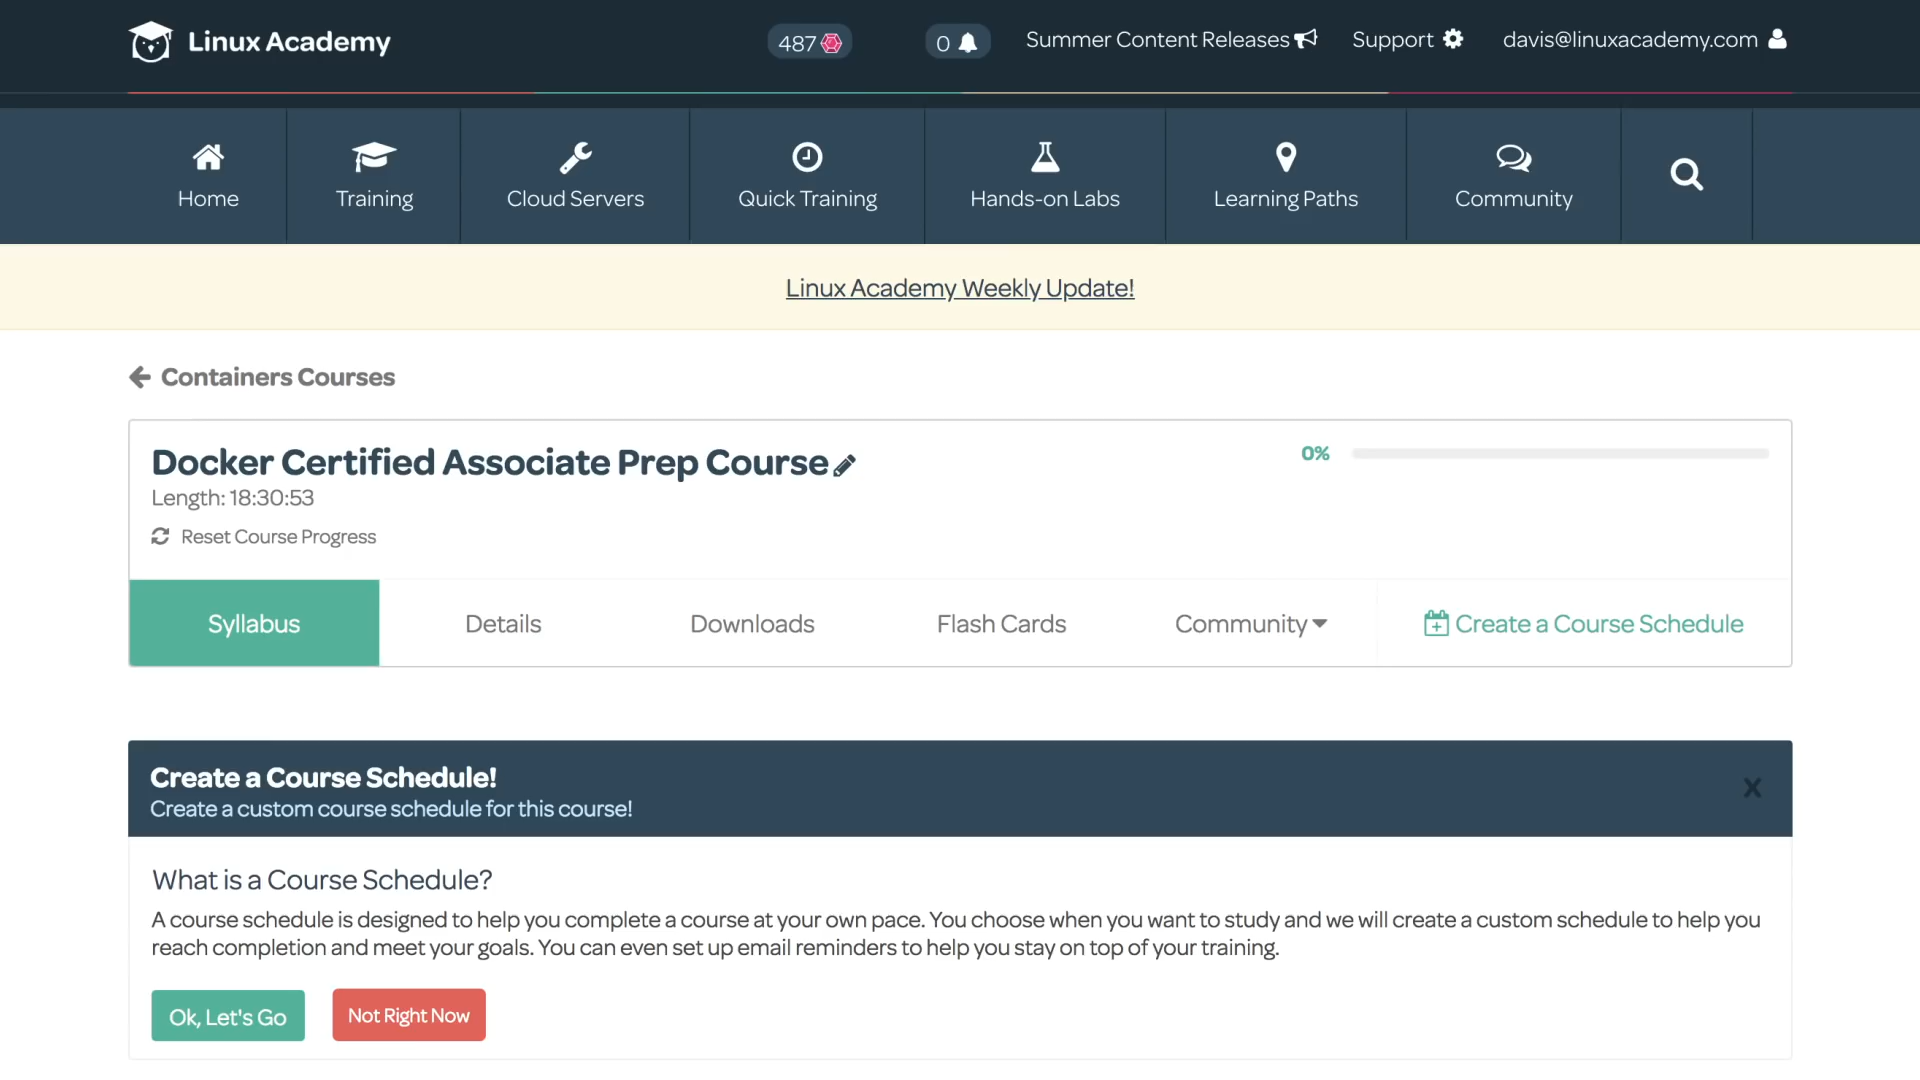 Linux Academy
487
0
Summer Content Releases
Support
davis@linuxacademy.com
Home
Training
Cloud Servers
Quick Training
Hands-on Labs
Learning Paths
Community
Linux Academy Weekly Update!
Containers Courses
Docker Certified Associate Prep Course
0%
Length: 18:30:53
Reset Course Progress
Syllabus
Details
Downloads
Flash Cards
Community
Create a Course Schedule
Create a Course Schedule!
X
Create a custom course schedule for this course!
What is a Course Schedule?
A course schedule is designed to help you complete a course at your own pace. You choose when you want to study and we will create a custom schedule to help you
reach completion and meet your goals. You can even set up email reminders to help you stay on top of your training.
Ok, Let's Go
Not Right Now